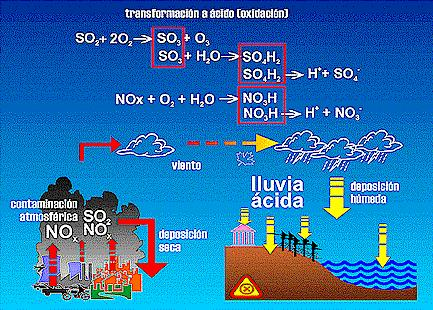 transformación a ácido (oxidación)
SO₂+ 2O₂ → SO₃ + O₃
SO₃ + H₂O → SO₄H₂
SO₄H₂ → H⁺ + SO₄⁻
NOx + O₂ + H₂O → NO₃H
NO₃H → H⁺ + NO₃⁻
viento
lluvia
ácida
deposición
húmeda
contaminación
atmosférica
NOₓ
SO₂
NOₓ
deposición
seca